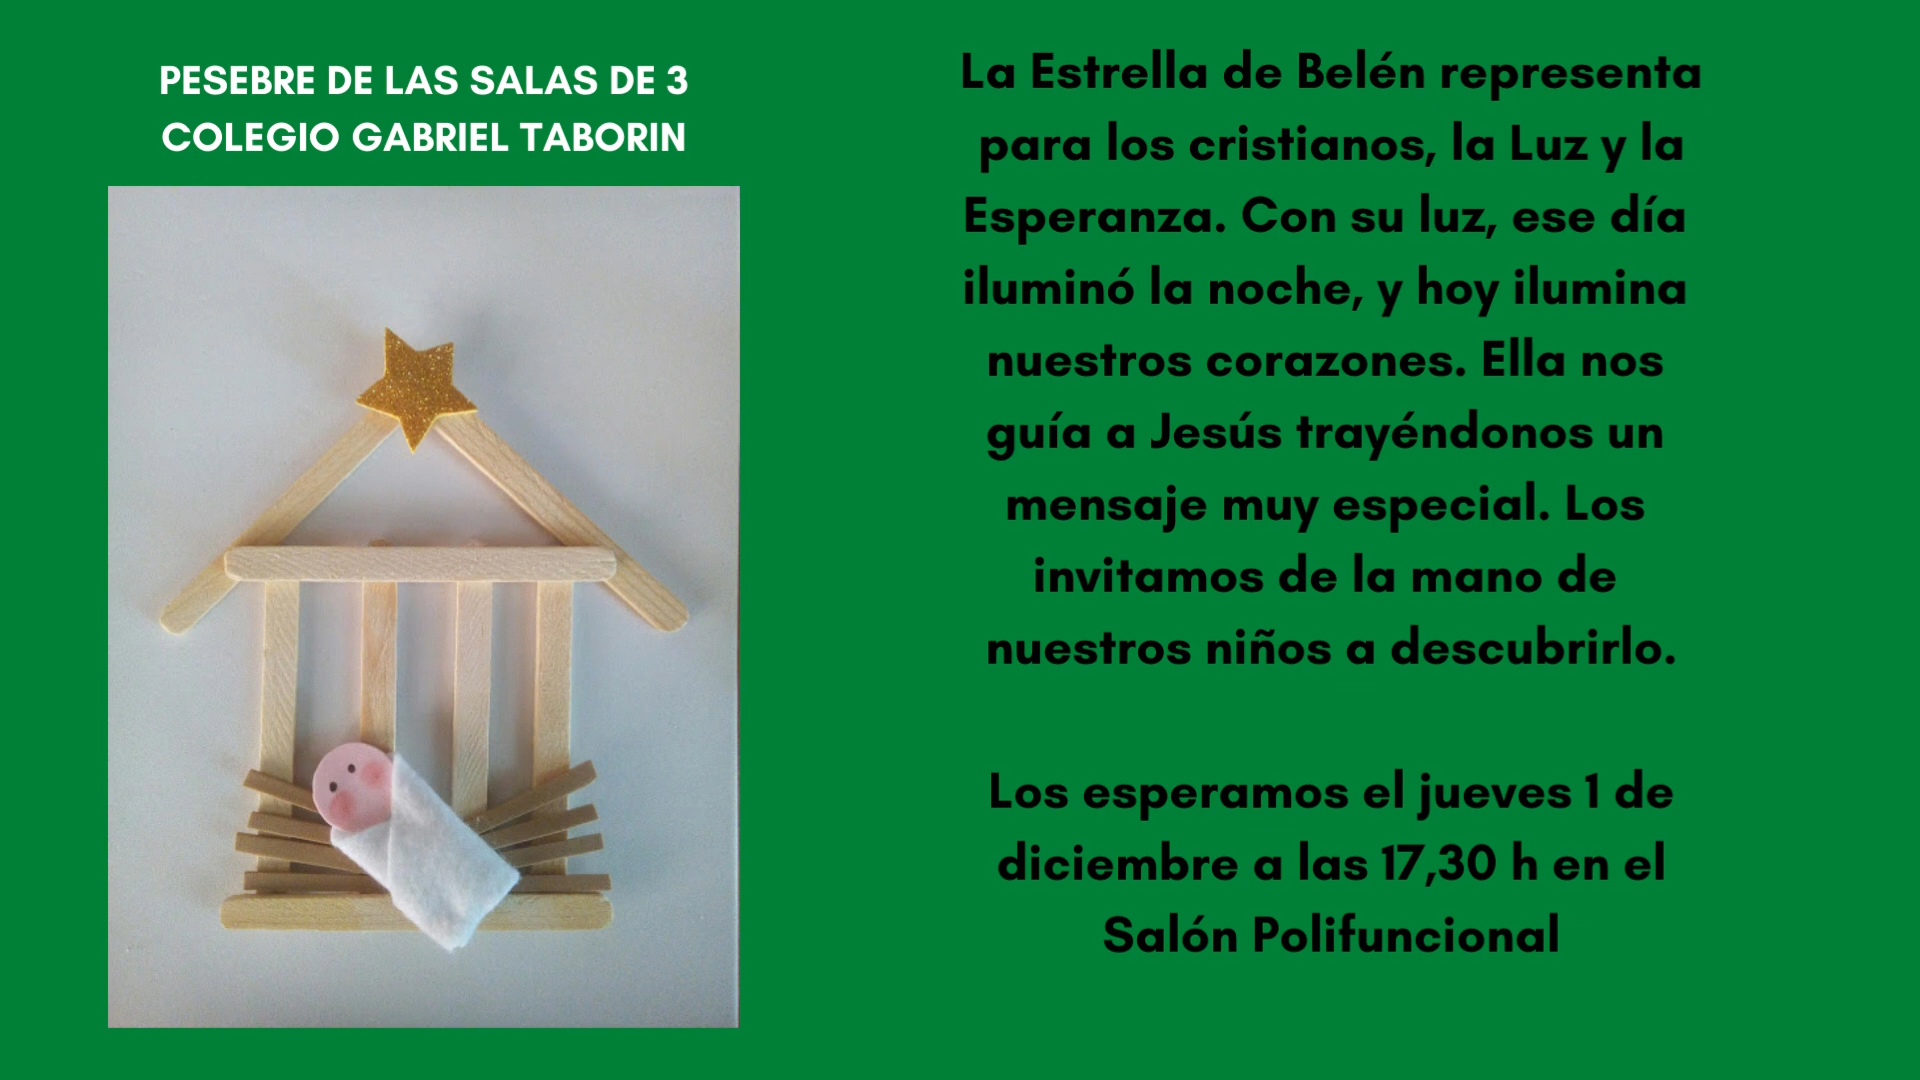 PESEBRE DE LAS SALAS DE 3
COLEGIO GABRIEL TABORIN
La Estrella de Belén representa
para los cristianos, la Luz y la
Esperanza. Con su luz, ese día
iluminó la noche, y hoy ilumina
nuestros corazones. Ella nos
guía a Jesús trayéndonos un
mensaje muy especial. Los
invitamos de la mano de
nuestros niños a descubrirlo.
Los esperamos el jueves 1 de
diciembre a las 17,30 h en el
Salón Polifuncional